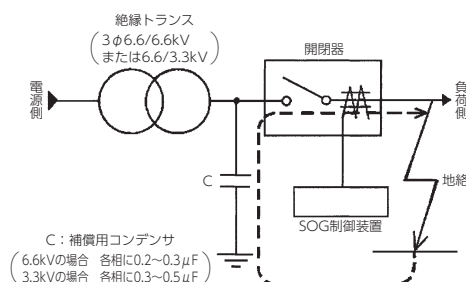 絶縁トランス
3φ6.6/6.6kV
または6.6/3.3kV
開閉器
電源側
負荷側
地絡
C
SOG制御装置
C：補償用コンデンサ
6.6kVの場合 各相に0.2～0.3μF
3.3kVの場合 各相に0.3～0.5μF